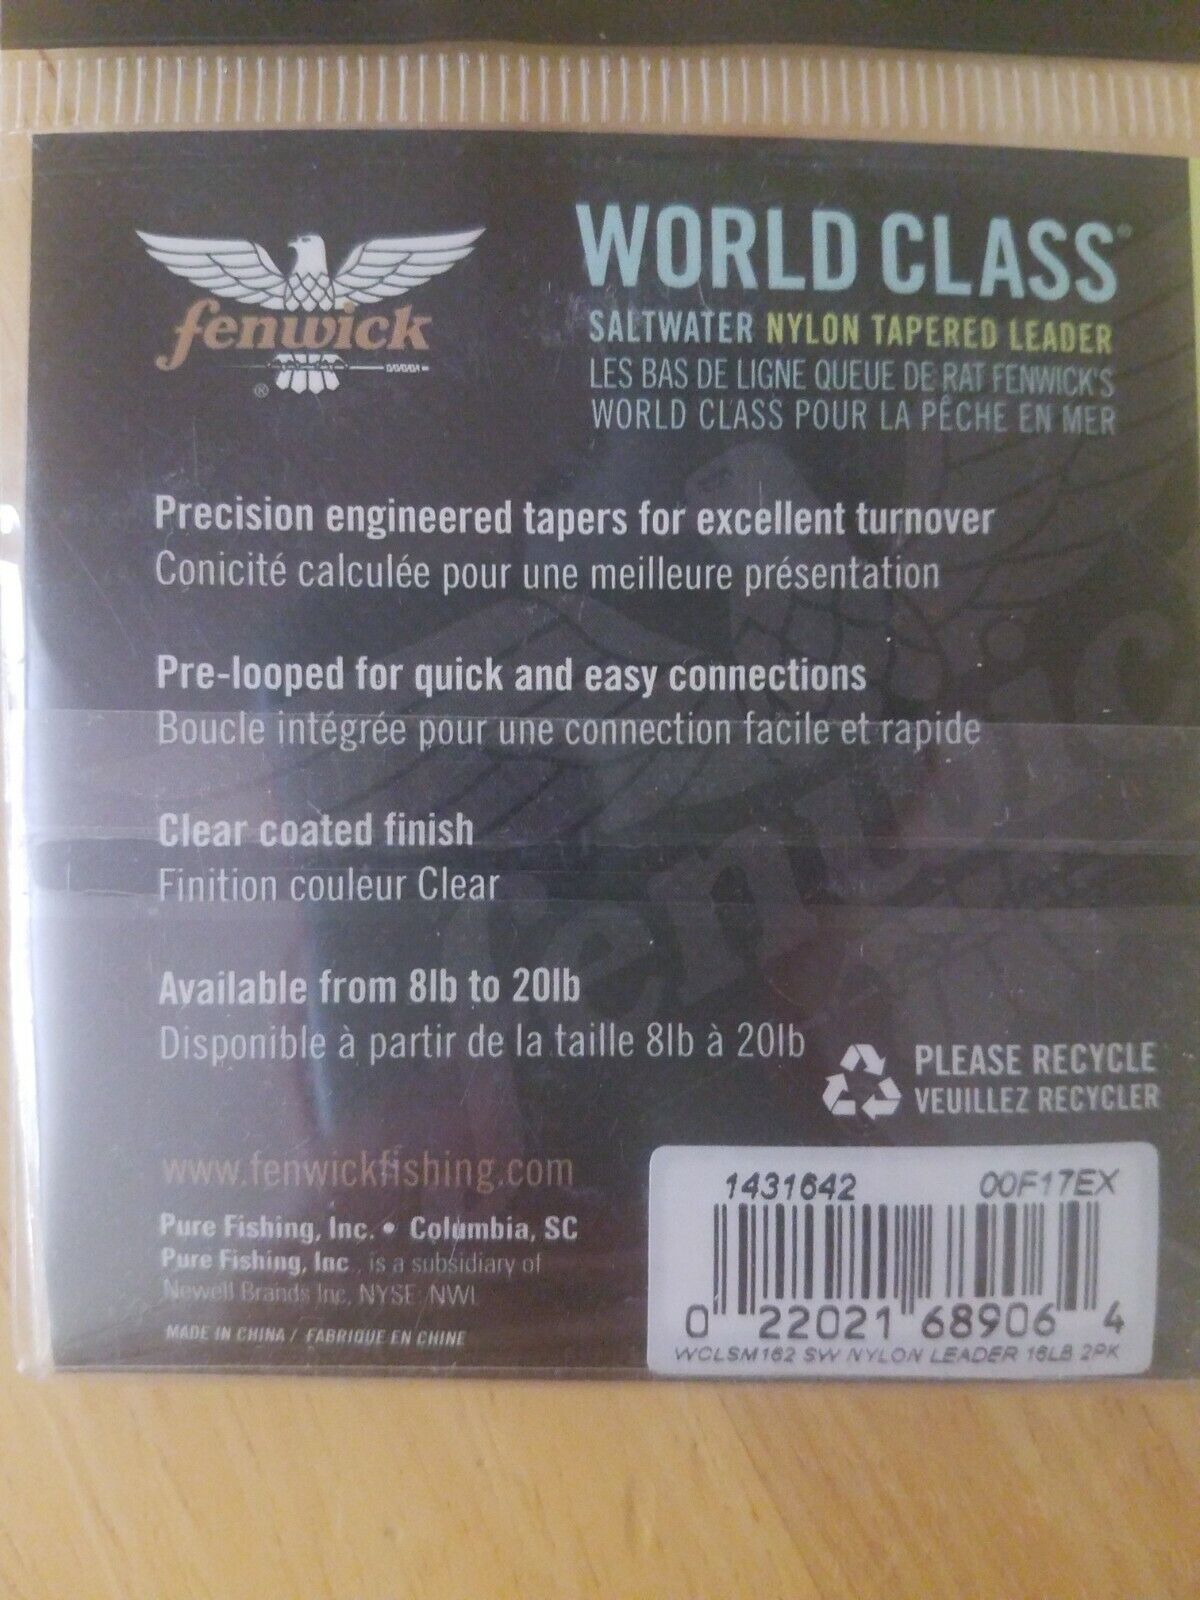 fenwick
®
WORLD CLASS®
SALTWATER NYLON TAPERED LEADER
LES BAS DE LIGNE QUEUE DE RAT FENWICK'S
WORLD CLASS POUR LA PÊCHE EN MER
Precision engineered tapers for excellent turnover
Conicité calculée pour une meilleure présentation
Pre-looped for quick and easy connections
Boucle intégrée pour une connection facile et rapide
Clear coated finish
Finition couleur Clear
Available from 8lb to 20lb
Disponible à partir de la taille 8lb à 20lb
PLEASE RECYCLE
VEUILLEZ RECYCLER
www.fenwickfishing.com
Pure Fishing, Inc. • Columbia, SC
Pure Fishing, Inc., is a subsidiary of
Newell Brands Inc, NYSE: NWL
MADE IN CHINA / FABRIQUE EN CHINE
1431642 00F17EX
0 22021 68906 4
WCLSM162 SW NYLON LEADER 16LB 2PK